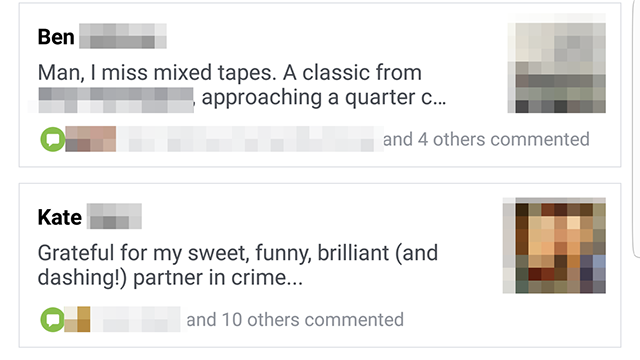 Ben
Man, I miss mixed tapes. A classic from
, approaching a quarter c...
and 4 others commented
Kate
Grateful for my sweet, funny, brilliant (and
dashing!) partner in crime...
and 10 others commented